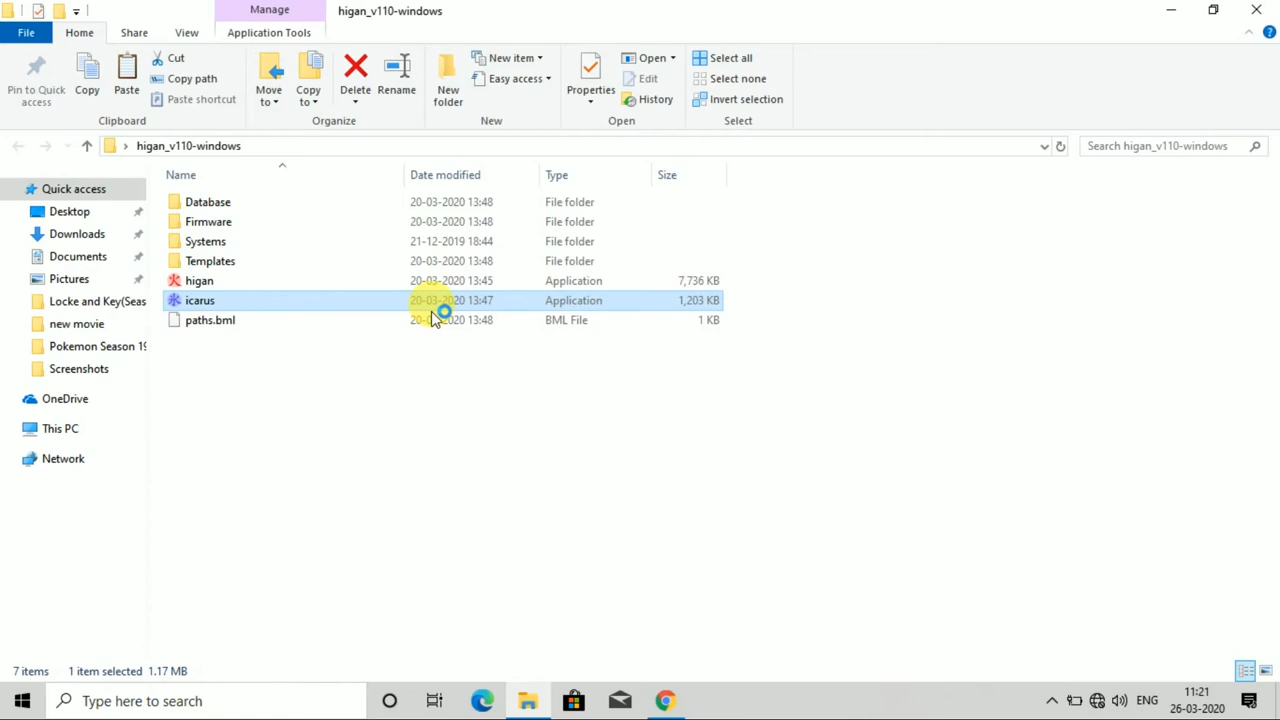 Manage
higan_v110-windows
File
Home
Share
View
Application Tools
Pin to Quick access
Copy
Paste
Cut
Copy path
Paste shortcut
Clipboard
Move to
Copy to
Delete
Rename
Organize
New folder
New item
Easy access
New
Properties
Open
Edit
History
Open
Select all
Select none
Invert selection
Select
higan_v110-windows
Search higan_v110-windows
Name
Date modified
Type
Size
Quick access
Desktop
Downloads
Documents
Pictures
Locke and Key(Seas
new movie
Pokemon Season 19
Screenshots
OneDrive
This PC
Network
Database 20-03-2020 13:48 File folder
Firmware 20-03-2020 13:48 File folder
Systems 21-12-2019 18:44 File folder
Templates 20-03-2020 13:48 File folder
higan 20-03-2020 13:45 Application 7,736 KB
icarus 20-03-2020 13:47 Application 1,203 KB
paths.bml 20-03-2020 13:48 BML File 1 KB
7 items
1 item selected 1.17 MB
Type here to search
ENG
11:21
26-03-2020